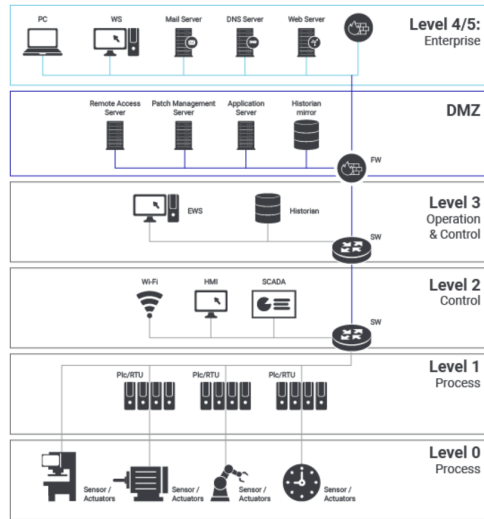 PC
WS
Mail Server
DNS Server
Web Server
Level 4/5:
Enterprise
Remote Access
Server
Patch Management
Server
Application
Server
Historian
mirror
DMZ
FW
EWS
Historian
SW
Level 3
Operation
& Control
Wi-Fi
HMI
SCADA
SW
Level 2
Control
Plc/RTU
Plc/RTU
Plc/RTU
Level 1
Process
Sensor /
Actuators
Sensor /
Actuators
Sensor /
Actuators
Sensor /
Actuators
Level 0
Process